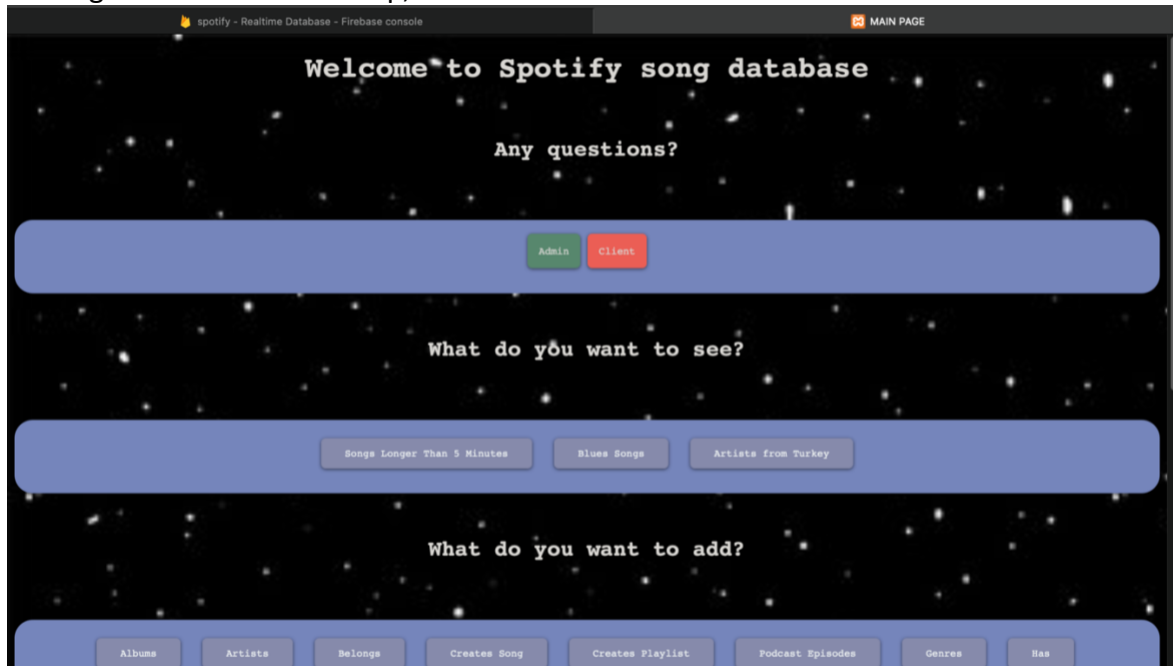 spotify - Realtime Database - Firebase console
MAIN PAGE
Welcome to Spotify song database
Any questions?
Admin Client
What do you want to see?
Songs Longer Than 5 Minutes Blues Songs Artists from Turkey
What do you want to add?
Albums Artists Belongs Creates Song Creates Playlist Podcast Episodes Genres Has